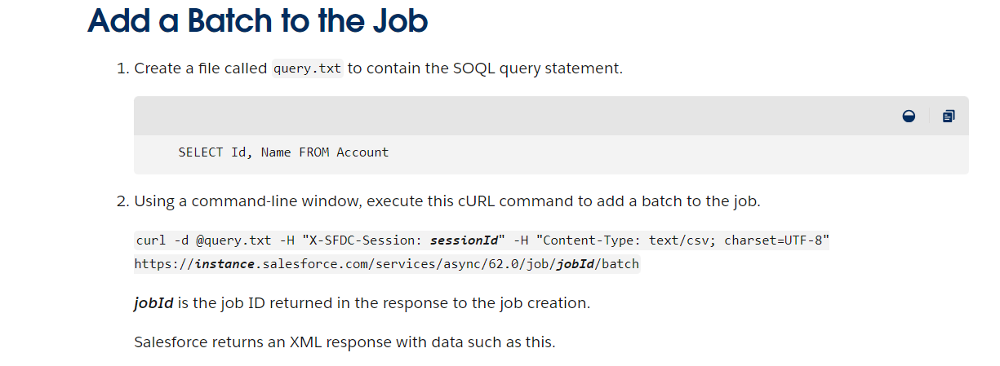 Add a Batch to the Job
1. Create a file called query.txt to contain the SOQL query statement.
SELECT Id, Name FROM Account
2. Using a command-line window, execute this cURL command to add a batch to the job.
curl -d @query.txt -H "X-SFDC-Session: sessionId" -H "Content-Type: text/csv; charset=UTF-8"
https://instance.salesforce.com/services/async/62.0/job/jobId/batch
jobId is the job ID returned in the response to the job creation.
Salesforce returns an XML response with data such as this.